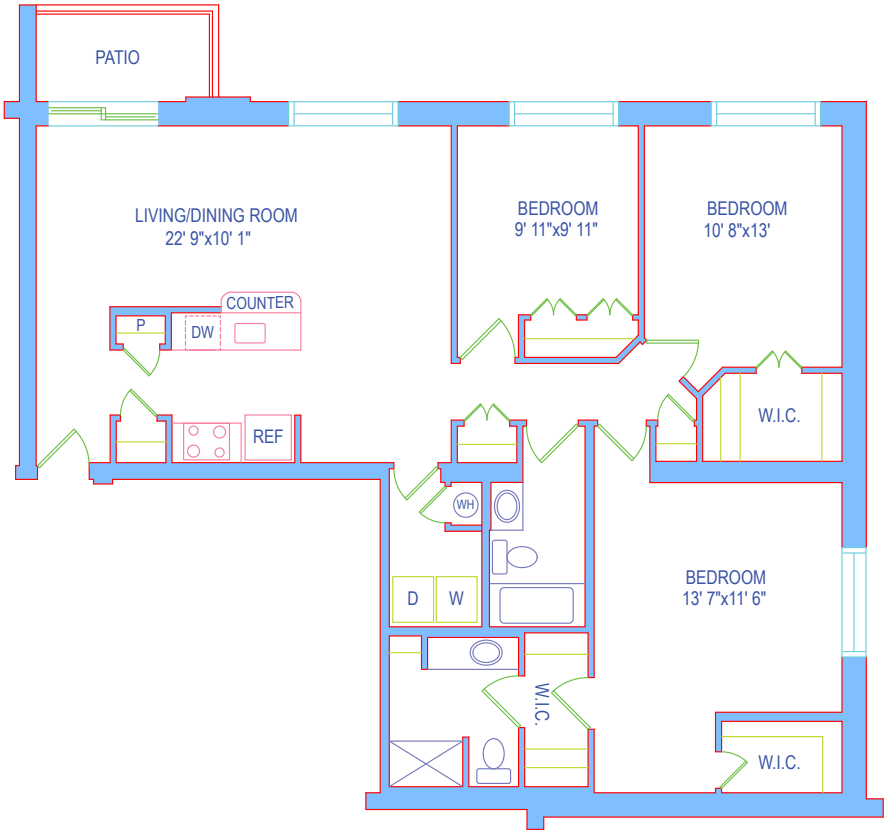 PATIO
LIVING/DINING ROOM
22' 9"x10' 1"
BEDROOM
9' 11"x9' 11"
BEDROOM
10' 8"x13'
COUNTER
P
DW
REF
W.I.C.
WH
D
W
BEDROOM
13' 7"x11' 6"
W.I.C.
W.I.C.